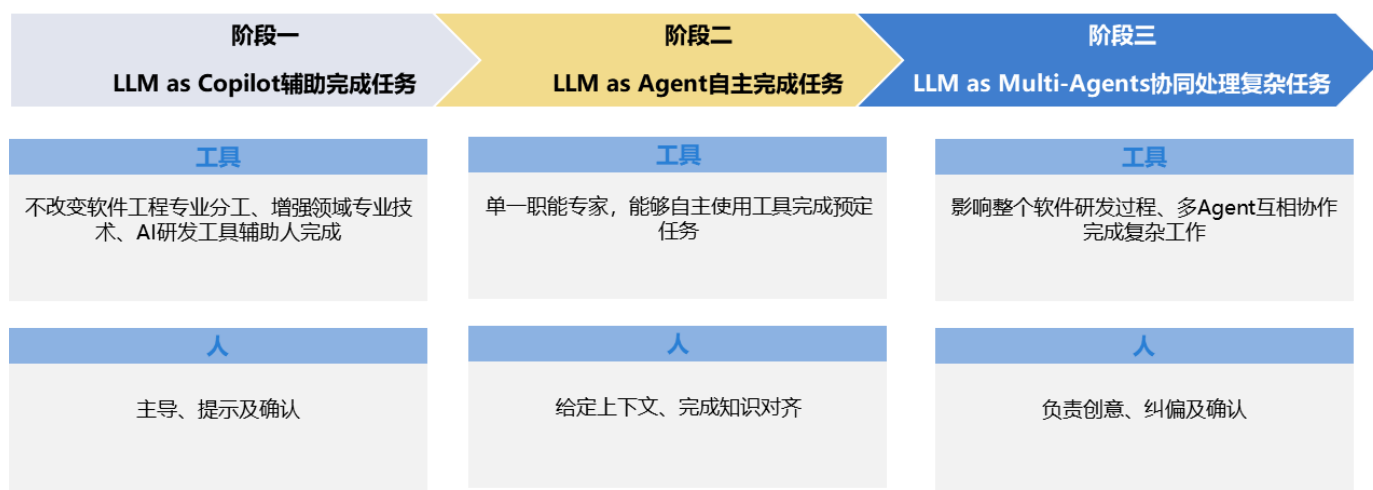 阶段一
LLM as Copilot辅助完成任务
阶段二
LLM as Agent自主完成任务
阶段三
LLM as Multi-Agents协同处理复杂任务
工具
不改变软件工程专业分工、增强领域专业技
术、AI研发工具辅助人完成
工具
单一职能专家，能够自主使用工具完成预定
任务
工具
影响整个软件研发过程、多Agent互相协作
完成复杂工作
人
主导、提示及确认
人
给定上下文、完成知识对齐
人
负责创意、纠偏及确认